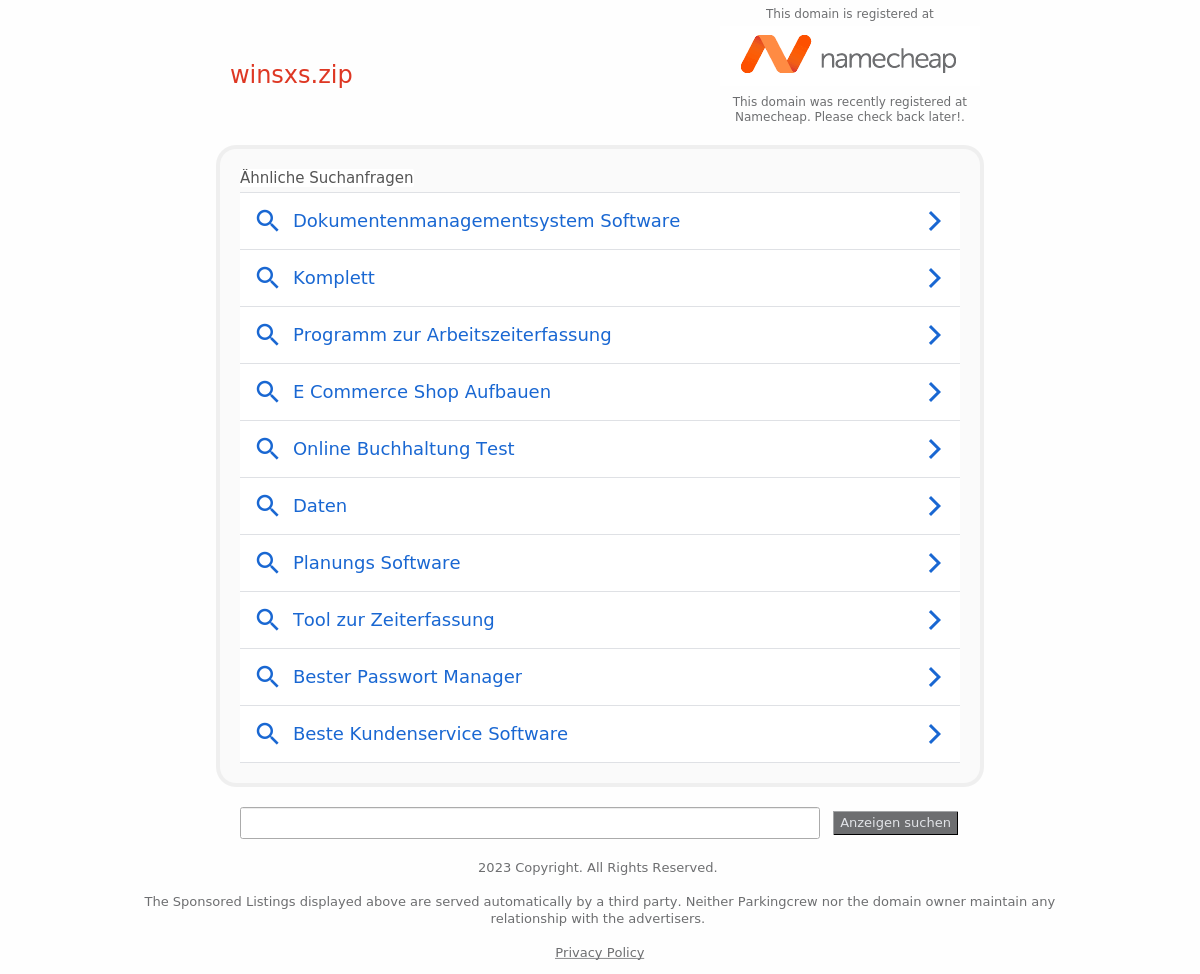 This domain is registered at
winsxs.zip
namecheap
This domain was recently registered at
Namecheap. Please check back later!.
Ähnliche Suchanfragen
Dokumentenmanagementsystem Software
Komplett
Programm zur Arbeitszeiterfassung
E Commerce Shop Aufbauen
Online Buchhaltung Test
Daten
Planungs Software
Tool zur Zeiterfassung
Bester Passwort Manager
Beste Kundenservice Software
Anzeigen suchen
2023 Copyright. All Rights Reserved.
The Sponsored Listings displayed above are served automatically by a third party. Neither Parkingcrew nor the domain owner maintain any
relationship with the advertisers.
Privacy Policy